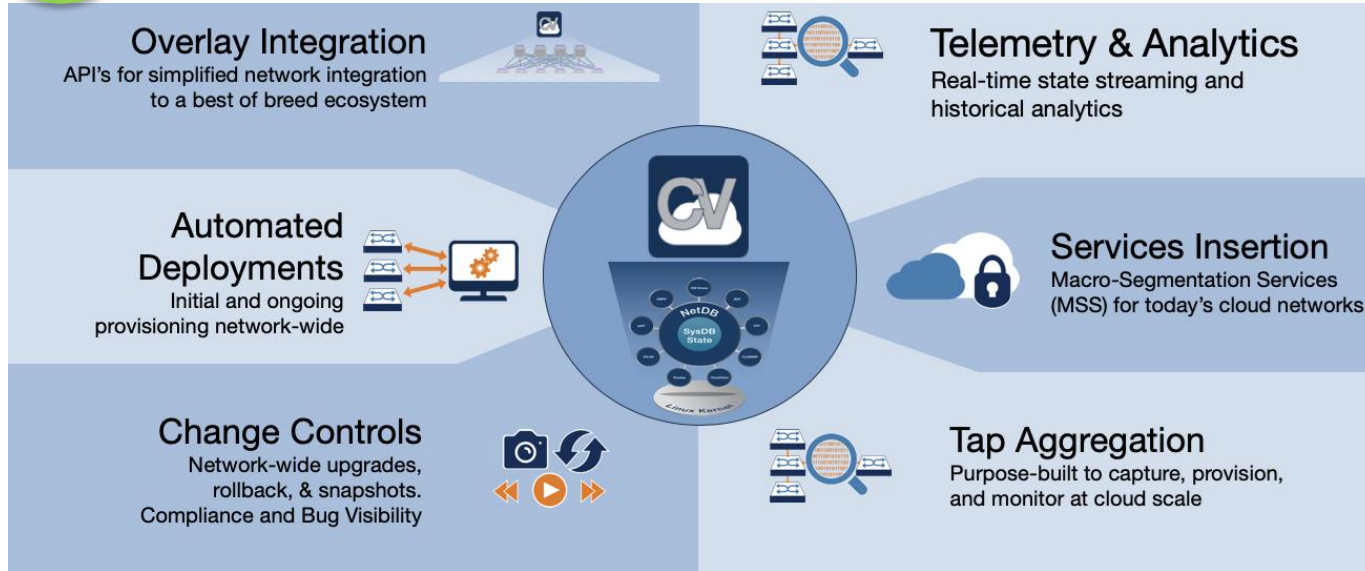 Overlay Integration
API's for simplified network integration
to a best of breed ecosystem
Telemetry & Analytics
Real-time state streaming and
historical analytics
Automated
Deployments
Initial and ongoing
provisioning network-wide
CV
NetDB
SysDB
State
Linux Kernel
Services Insertion
Macro-Segmentation Services
(MSS) for today's cloud networks
Change Controls
Network-wide upgrades,
rollback, & snapshots.
Compliance and Bug Visibility
Tap Aggregation
Purpose-built to capture, provision,
and monitor at cloud scale